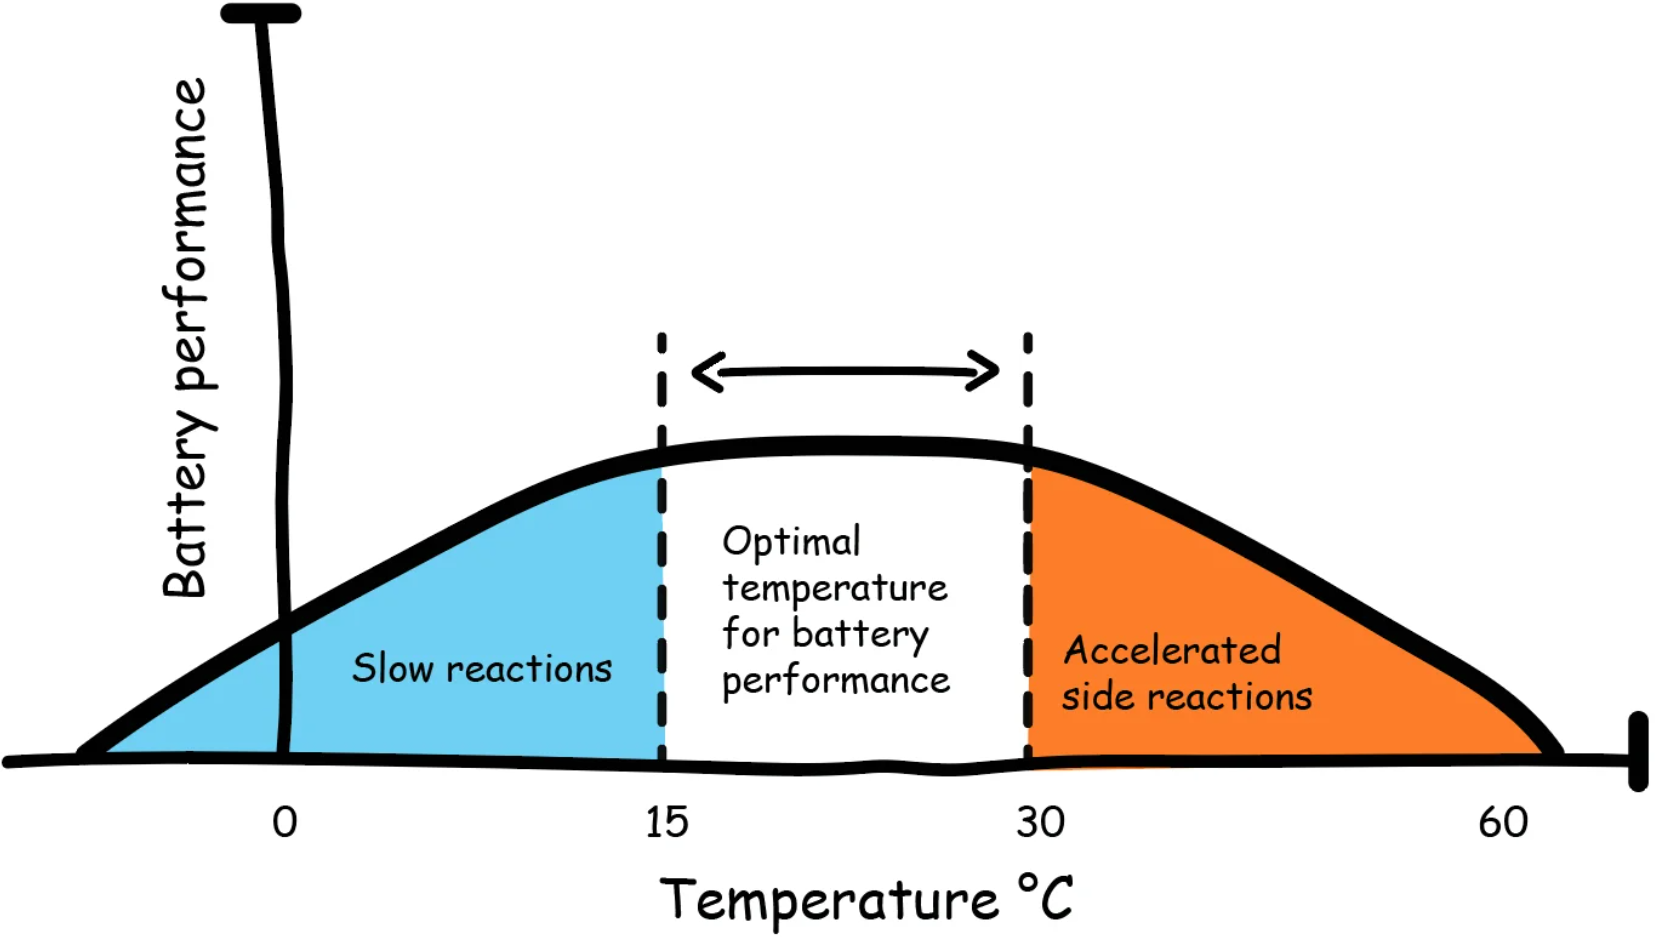 Battery performance
Slow reactions
Optimal
temperature
for battery
performance
Accelerated
side reactions
0
15
30
60
Temperature °C